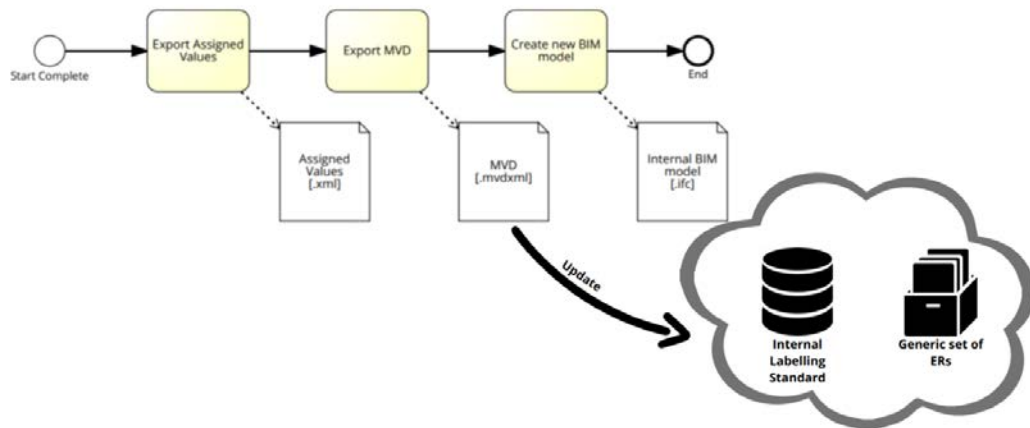 Start Complete
Export Assigned
Values
Export MVD
Create new BIM
model
End
Assigned
Values
[.xml]
MVD
[.mvdxml]
Internal BIM
model
[.ifc]
Update
Internal
Labelling
Standard
Generic set of
ERs